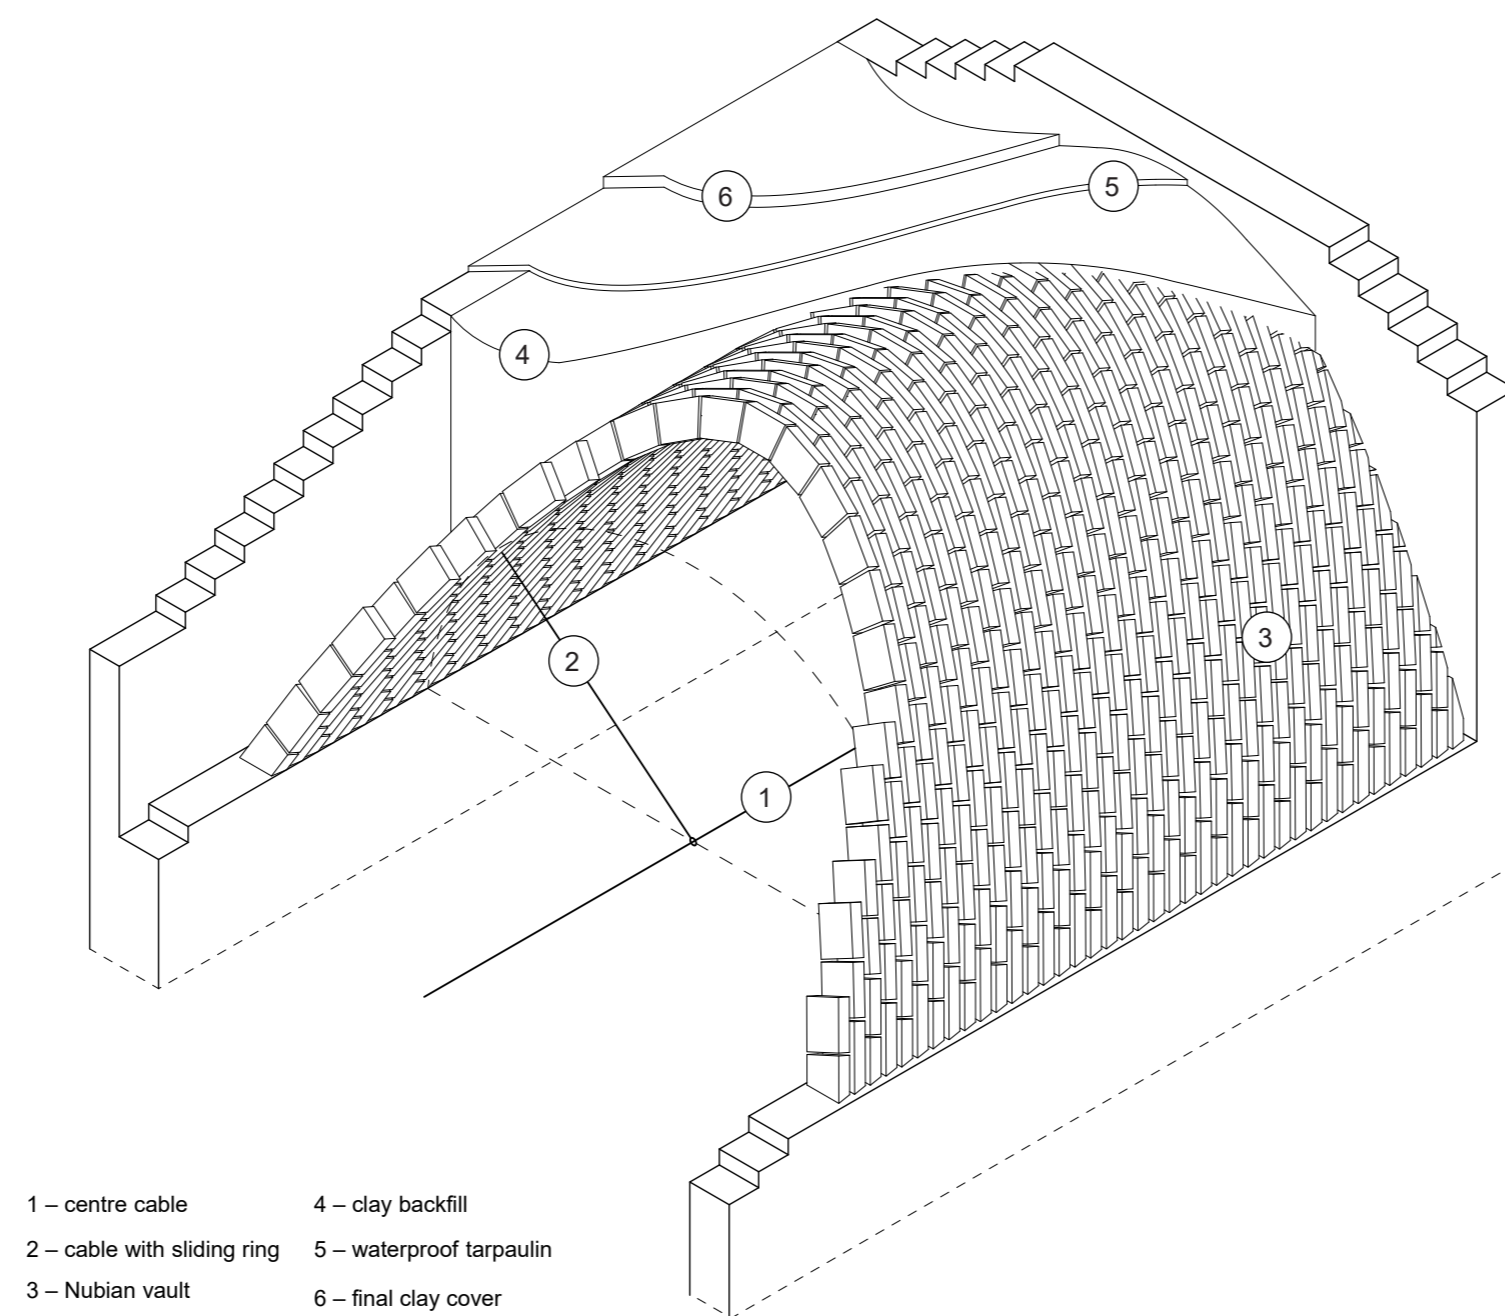 6
5
4
3
2
1
1 – centre cable
2 – cable with sliding ring
3 – Nubian vault
4 – clay backfill
5 – waterproof tarpaulin
6 – final clay cover